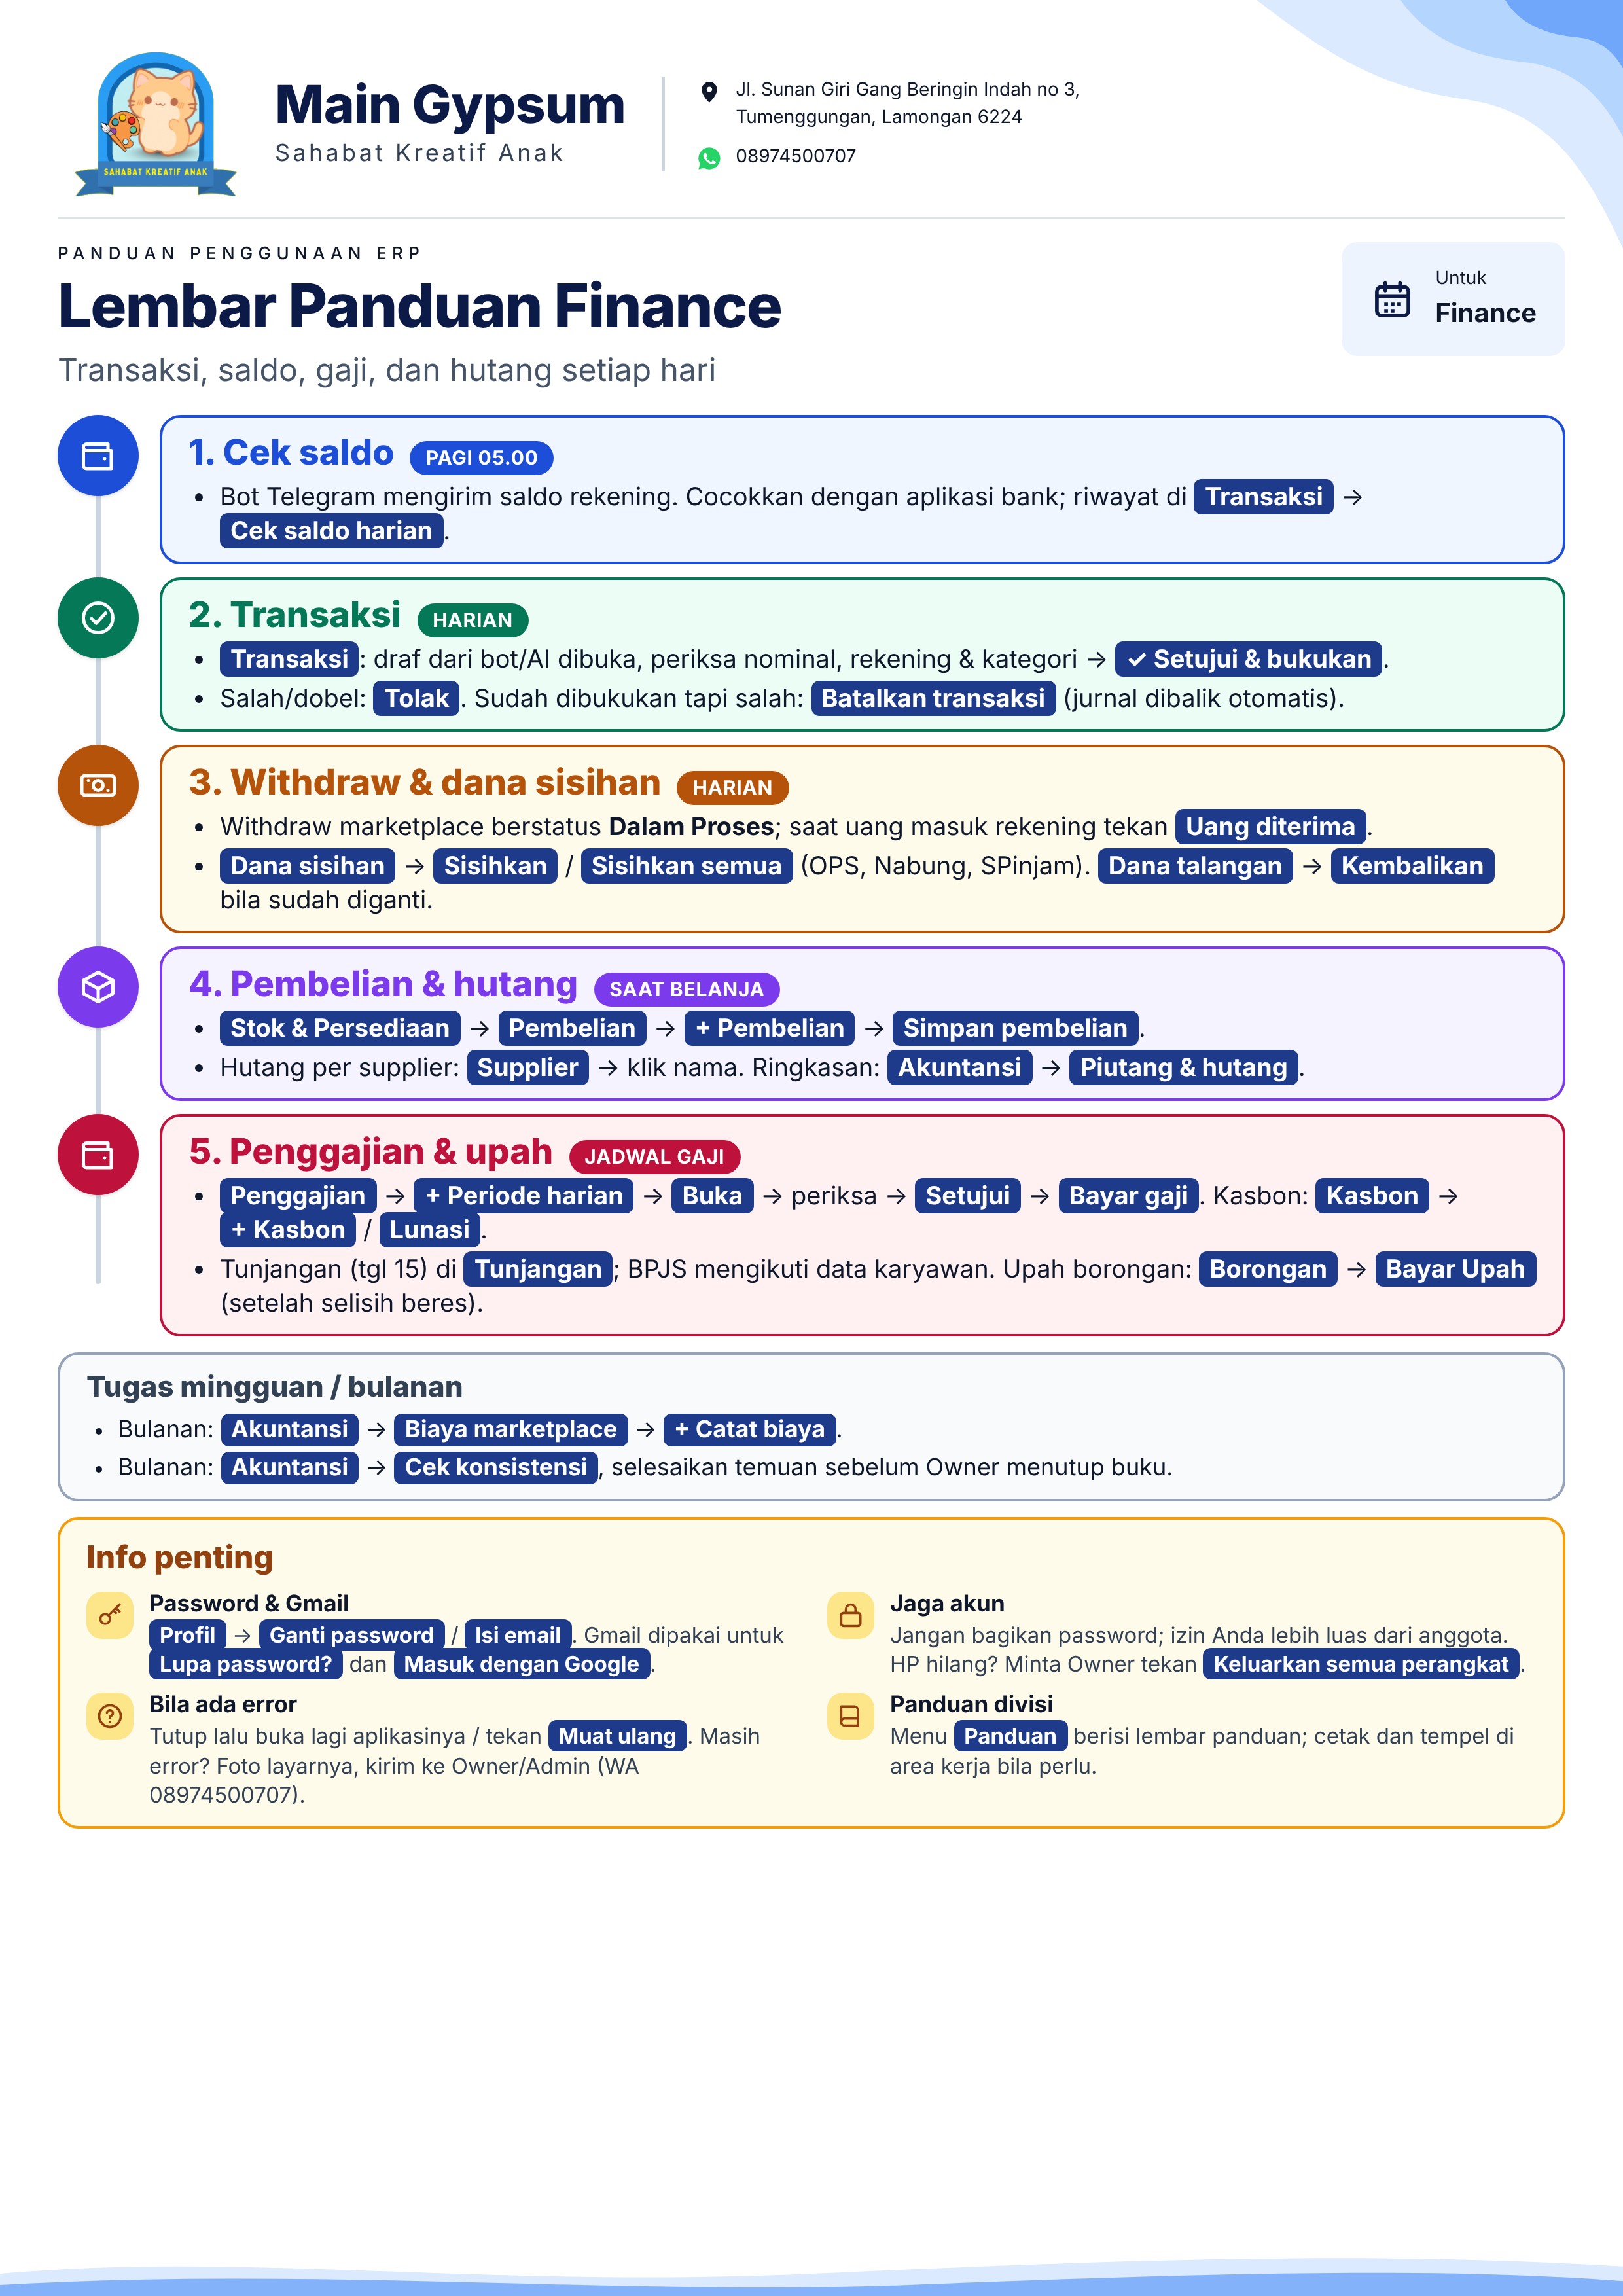 SAHABAT KREATIF ANAK
Main Gypsum
Sahabat Kreatif Anak
Jl. Sunan Giri Gang Beringin Indah no 3,
Tumenggungan, Lamongan 6224
08974500707
PANDUAN PENGGUNAAN ERP
Lembar Panduan Finance
Transaksi, saldo, gaji, dan hutang setiap hari
Untuk
Finance
1. Cek saldo PAGI 05.00
• Bot Telegram mengirim saldo rekening. Cocokkan dengan aplikasi bank; riwayat di Transaksi →
Cek saldo harian.
2. Transaksi HARIAN
• Transaksi: draf dari bot/AI dibuka, periksa nominal, rekening & kategori → ✓ Setujui & bukukan.
• Salah/dobel: Tolak. Sudah dibukukan tapi salah: Batalkan transaksi (jurnal dibalik otomatis).
3. Withdraw & dana sisihan HARIAN
• Withdraw marketplace berstatus Dalam Proses; saat uang masuk rekening tekan Uang diterima.
• Dana sisihan → Sisihkan / Sisihkan semua (OPS, Nabung, SPinjam). Dana talangan → Kembalikan
bila sudah diganti.
4. Pembelian & hutang SAAT BELANJA
• Stok & Persediaan → Pembelian → + Pembelian → Simpan pembelian.
• Hutang per supplier: Supplier → klik nama. Ringkasan: Akuntansi → Piutang & hutang.
5. Penggajian & upah JADWAL GAJI
• Penggajian → + Periode harian → Buka → periksa → Setujui → Bayar gaji. Kasbon: Kasbon →
+ Kasbon / Lunasi.
• Tunjangan (tgl 15) di Tunjangan; BPJS mengikuti data karyawan. Upah borongan: Borongan → Bayar Upah
(setelah selisih beres).
Tugas mingguan / bulanan
• Bulanan: Akuntansi → Biaya marketplace → + Catat biaya.
• Bulanan: Akuntansi → Cek konsistensi, selesaikan temuan sebelum Owner menutup buku.
Info penting
Password & Gmail
Profil → Ganti password / Isi email. Gmail dipakai untuk
Lupa password? dan Masuk dengan Google.
Jaga akun
Jangan bagikan password; izin Anda lebih luas dari anggota.
HP hilang? Minta Owner tekan Keluarkan semua perangkat.
Bila ada error
Tutup lalu buka lagi aplikasinya / tekan Muat ulang. Masih
error? Foto layarnya, kirim ke Owner/Admin (WA
08974500707).
Panduan divisi
Menu Panduan berisi lembar panduan; cetak dan tempel di
area kerja bila perlu.